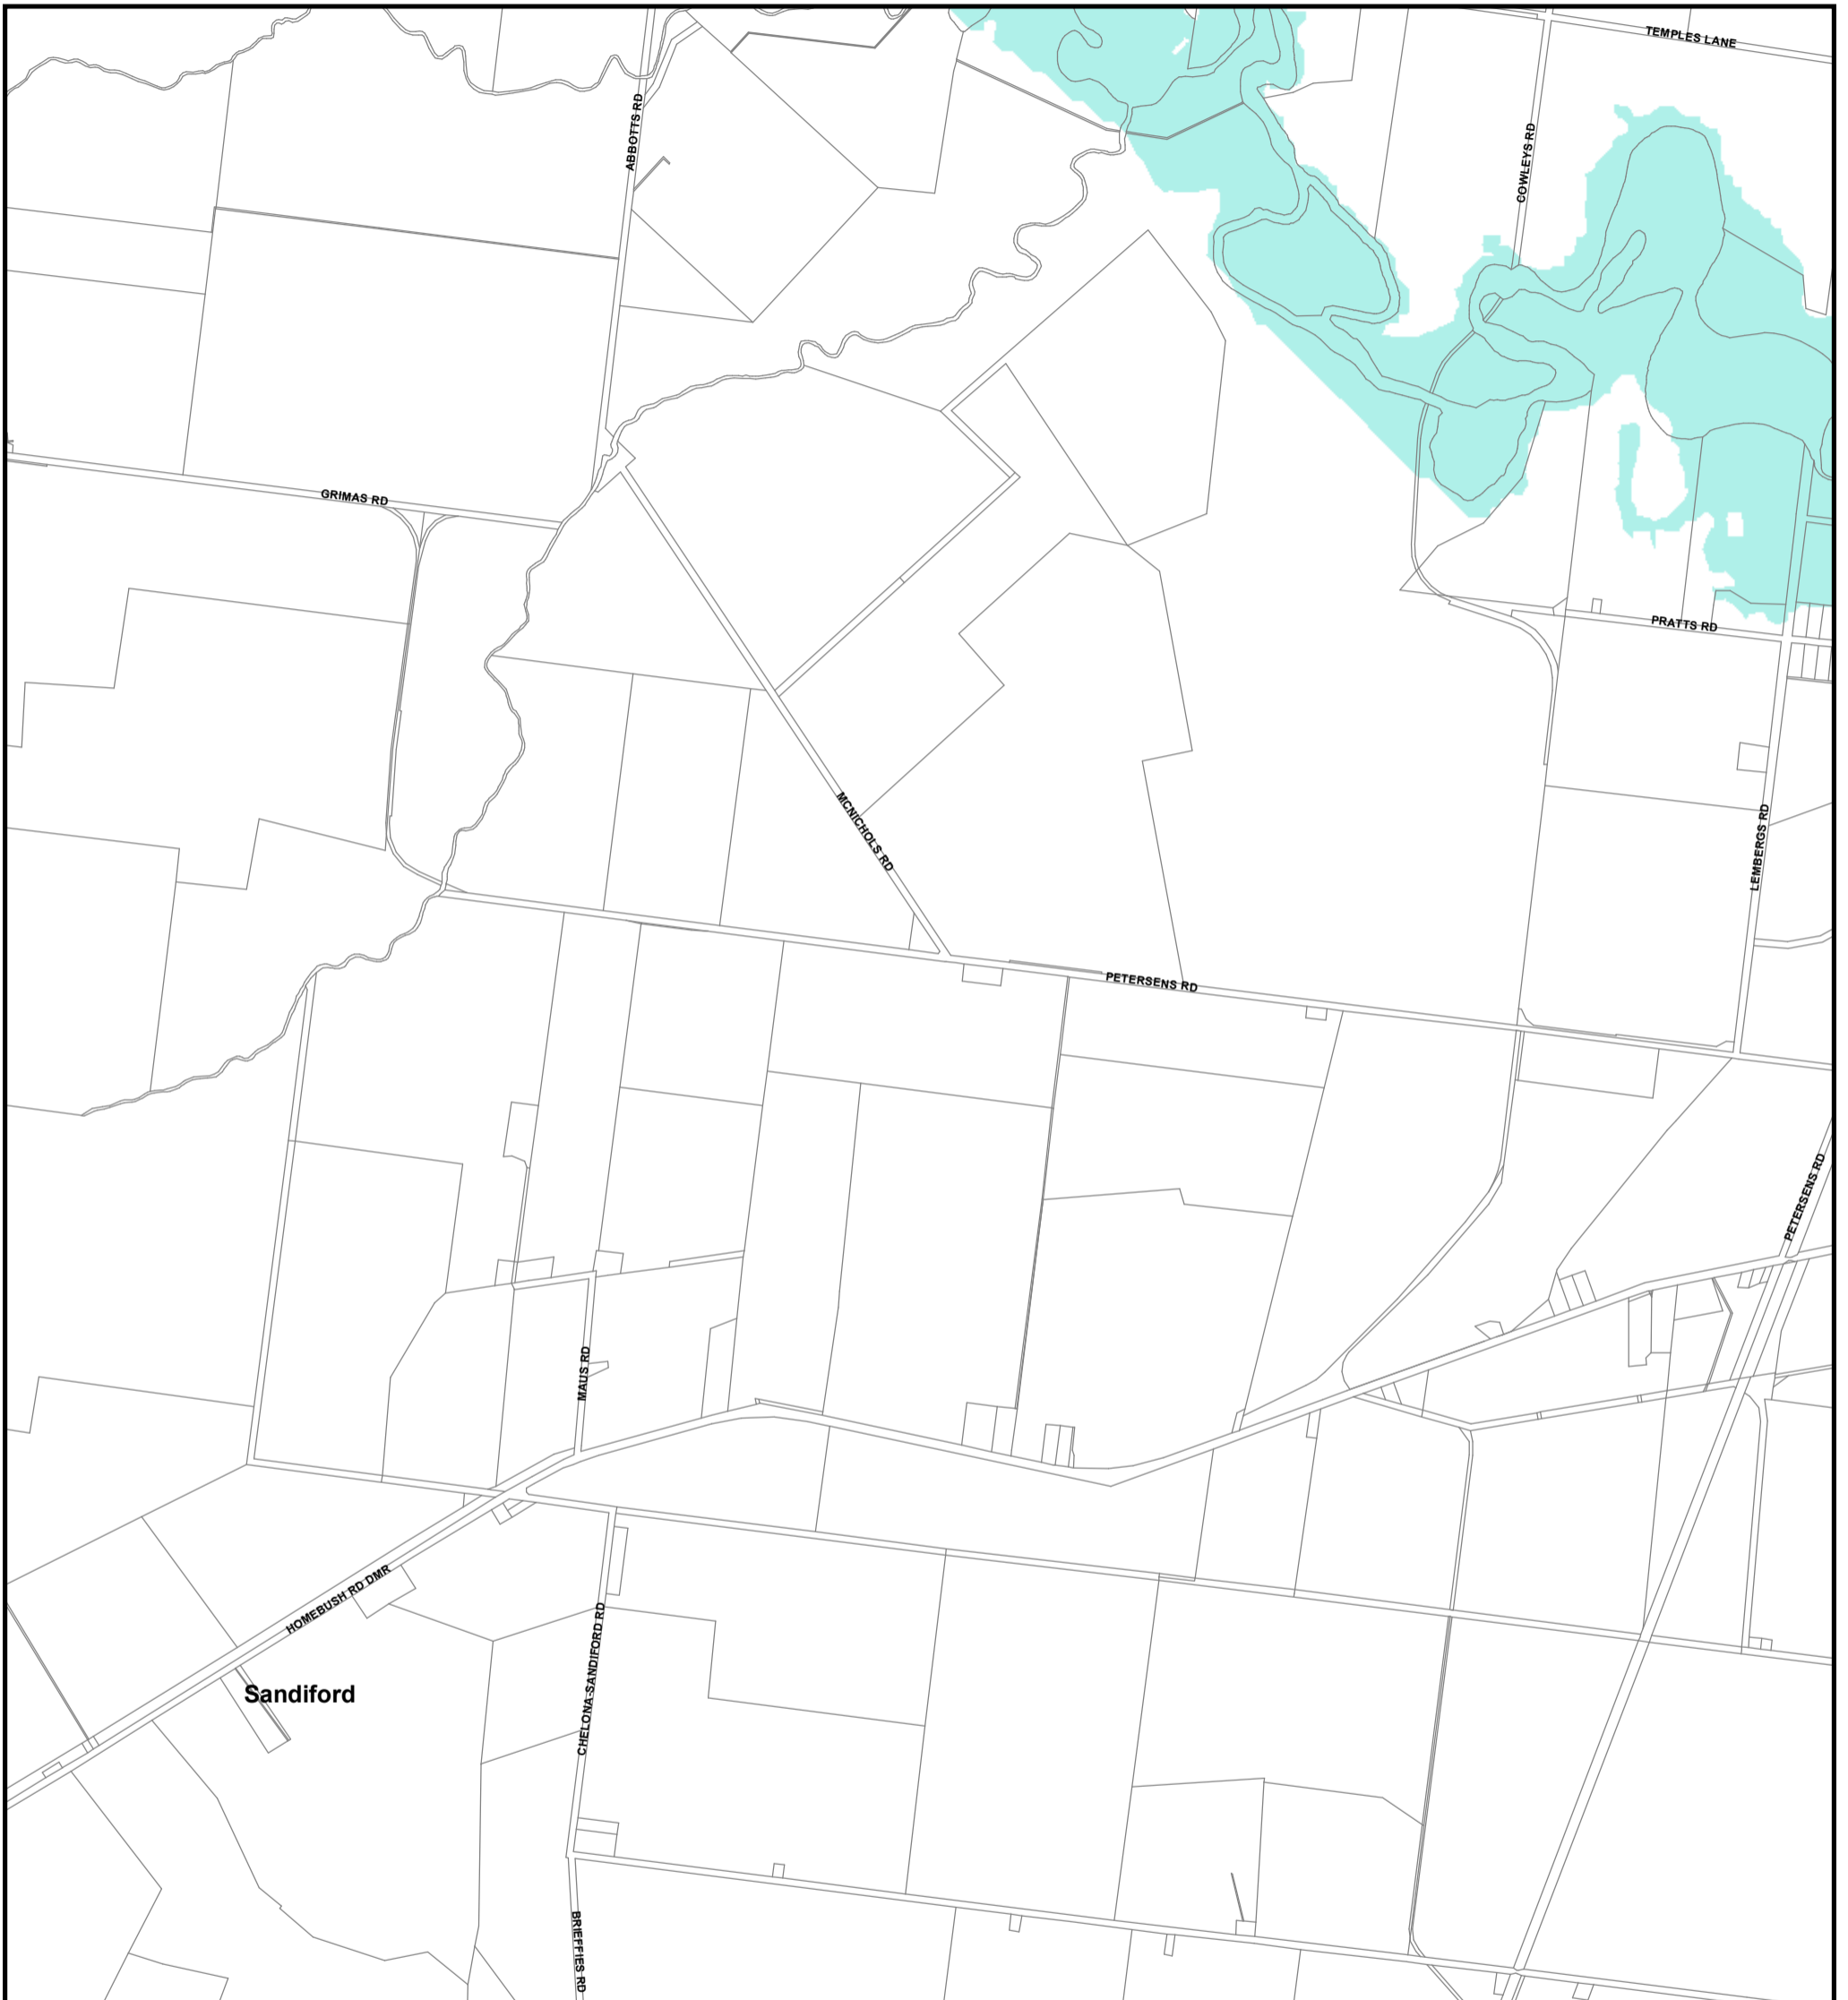 TEMPLES LANE
ABBOTTS RD
COWLEYS RD
GRIMAS RD
PRATTS RD
MCNICHOLS RD
LEMBERGS RD
PETERSENS RD
PETERSENS RD
MAUS RD
HOMEBUSH RD DMR
CHELONA-SANDIFORD RD
Sandiford
BRIEFFIES RD